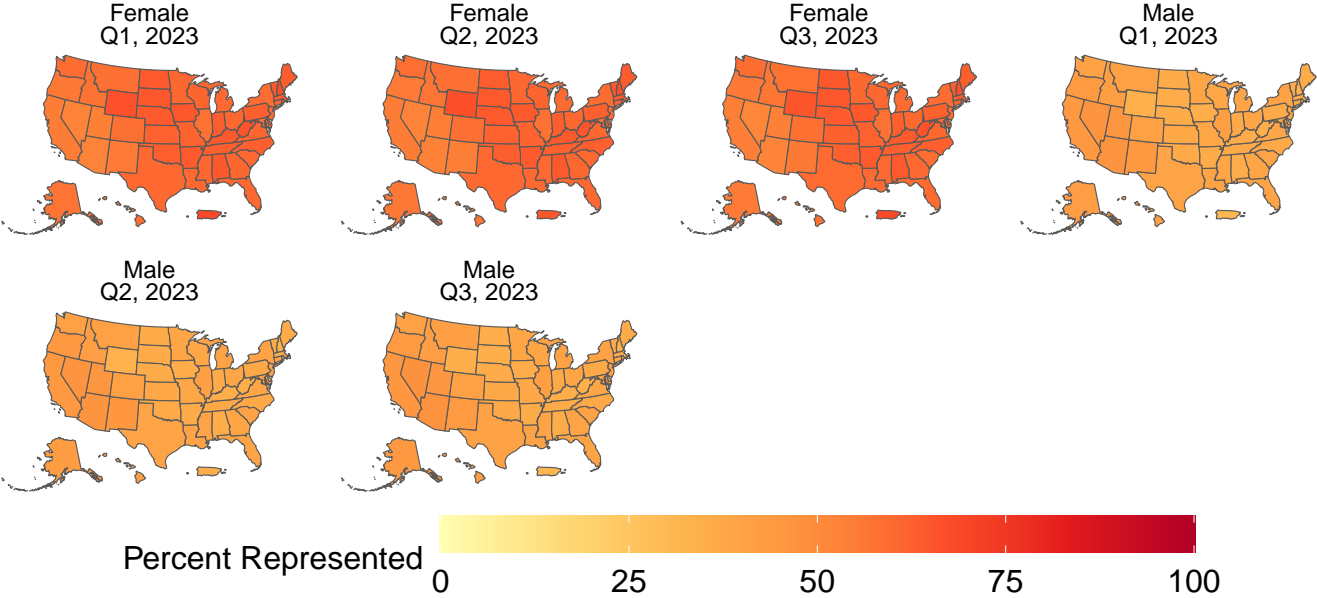 Female
Q1, 2023
Female
Q2, 2023
Female
Q3, 2023
Male
Q1, 2023
Male
Q2, 2023
Male
Q3, 2023
Percent Represented
0
25
50
75
100